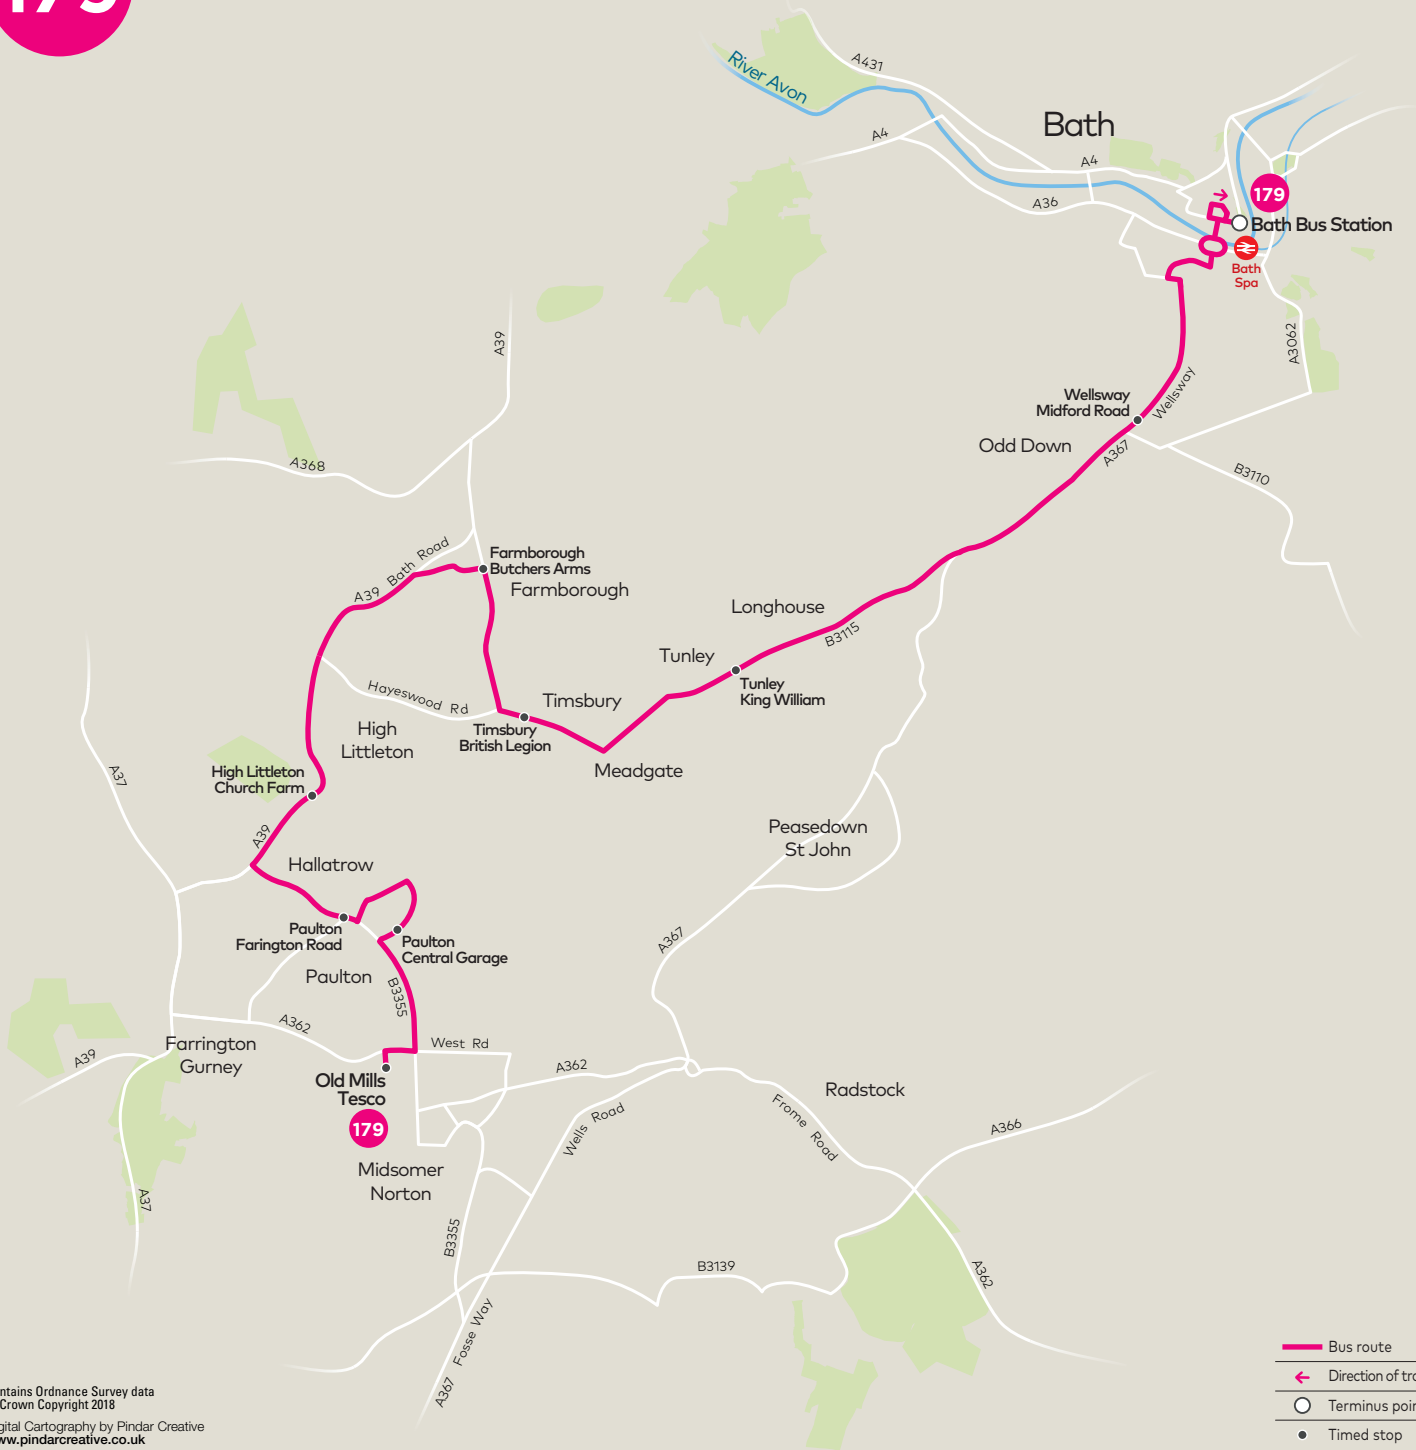 179
River Avon
A431
Bath
A4
A4
A36
179
Bath Bus Station
Bath
Spa
A3062
A39
Wellsway
Midford Road
Wellsway
Odd Down
A367
B3110
A368
A39 Bath Road
Farmborough
Butchers Arms
Farmborough
Longhouse
B3115
Tunley
Tunley
King William
Hayeswood Rd
Timsbury
Timsbury
British Legion
High
Littleton
Meadgate
A37
High Littleton
Church Farm
A39
Hallatrow
Peasedown
St John
Paulton
Farington Road
Paulton
Central Garage
Paulton
B3355
A367
A362
Farrington
Gurney
A39
West Rd
A362
Old Mills
Tesco
179
Radstock
Wells Road
Frome Road
A366
Midsomer
Norton
A37
B3355
B3139
A362
A367 Fosse Way
Bus route
Direction of
Terminus
Timed stop
Ordnance Survey data
Crown Copyright 2018
Cartography by Pindar Creative
www.pindarcreative.co.uk